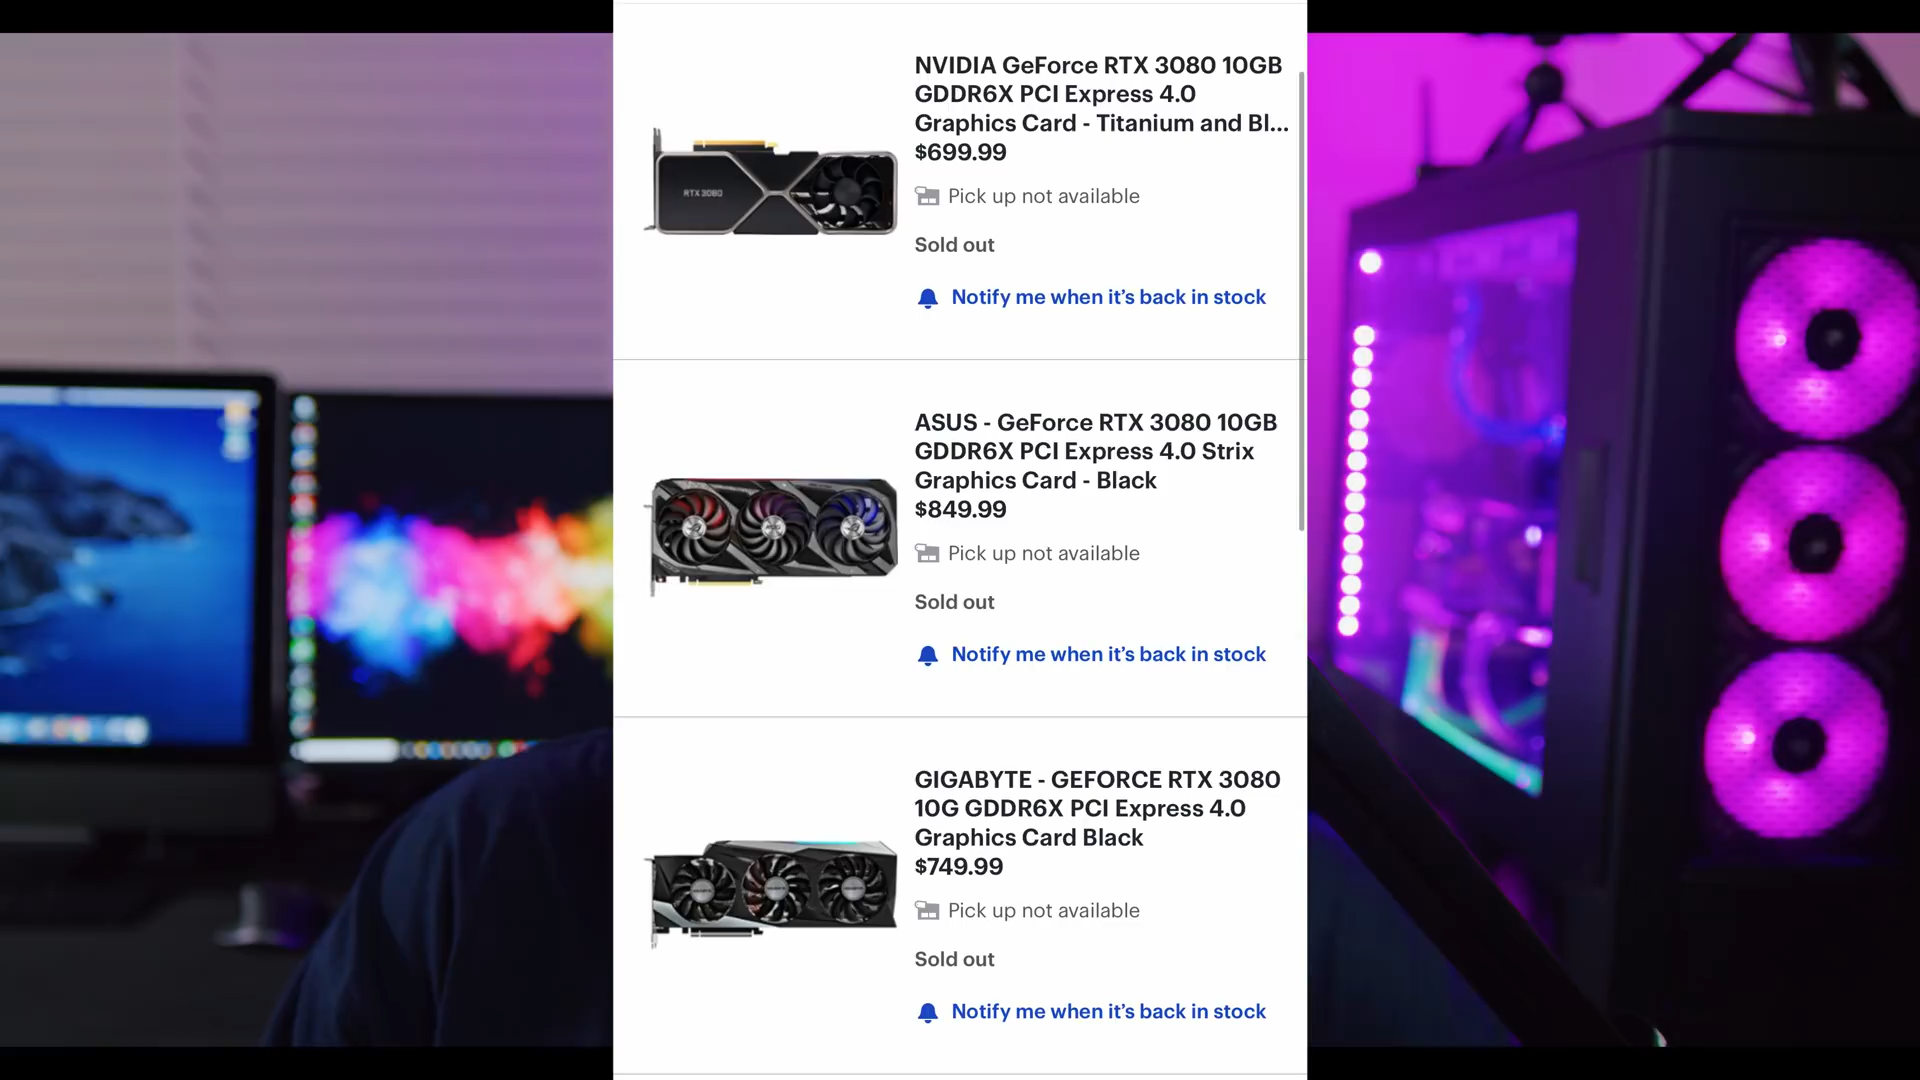 NVIDIA GeForce RTX 3080 10GB
GDDR6X PCI Express 4.0
Graphics Card - Titanium and Bl...
$699.99
RTX 3080
Pick up not available
Sold out
Notify me when it’s back in stock
ASUS - GeForce RTX 3080 10GB
GDDR6X PCI Express 4.0 Strix
Graphics Card - Black
$849.99
Pick up not available
Sold out
Notify me when it’s back in stock
GIGABYTE - GEFORCE RTX 3080
10G GDDR6X PCI Express 4.0
Graphics Card Black
$749.99
Pick up not available
Sold out
Notify me when it’s back in stock